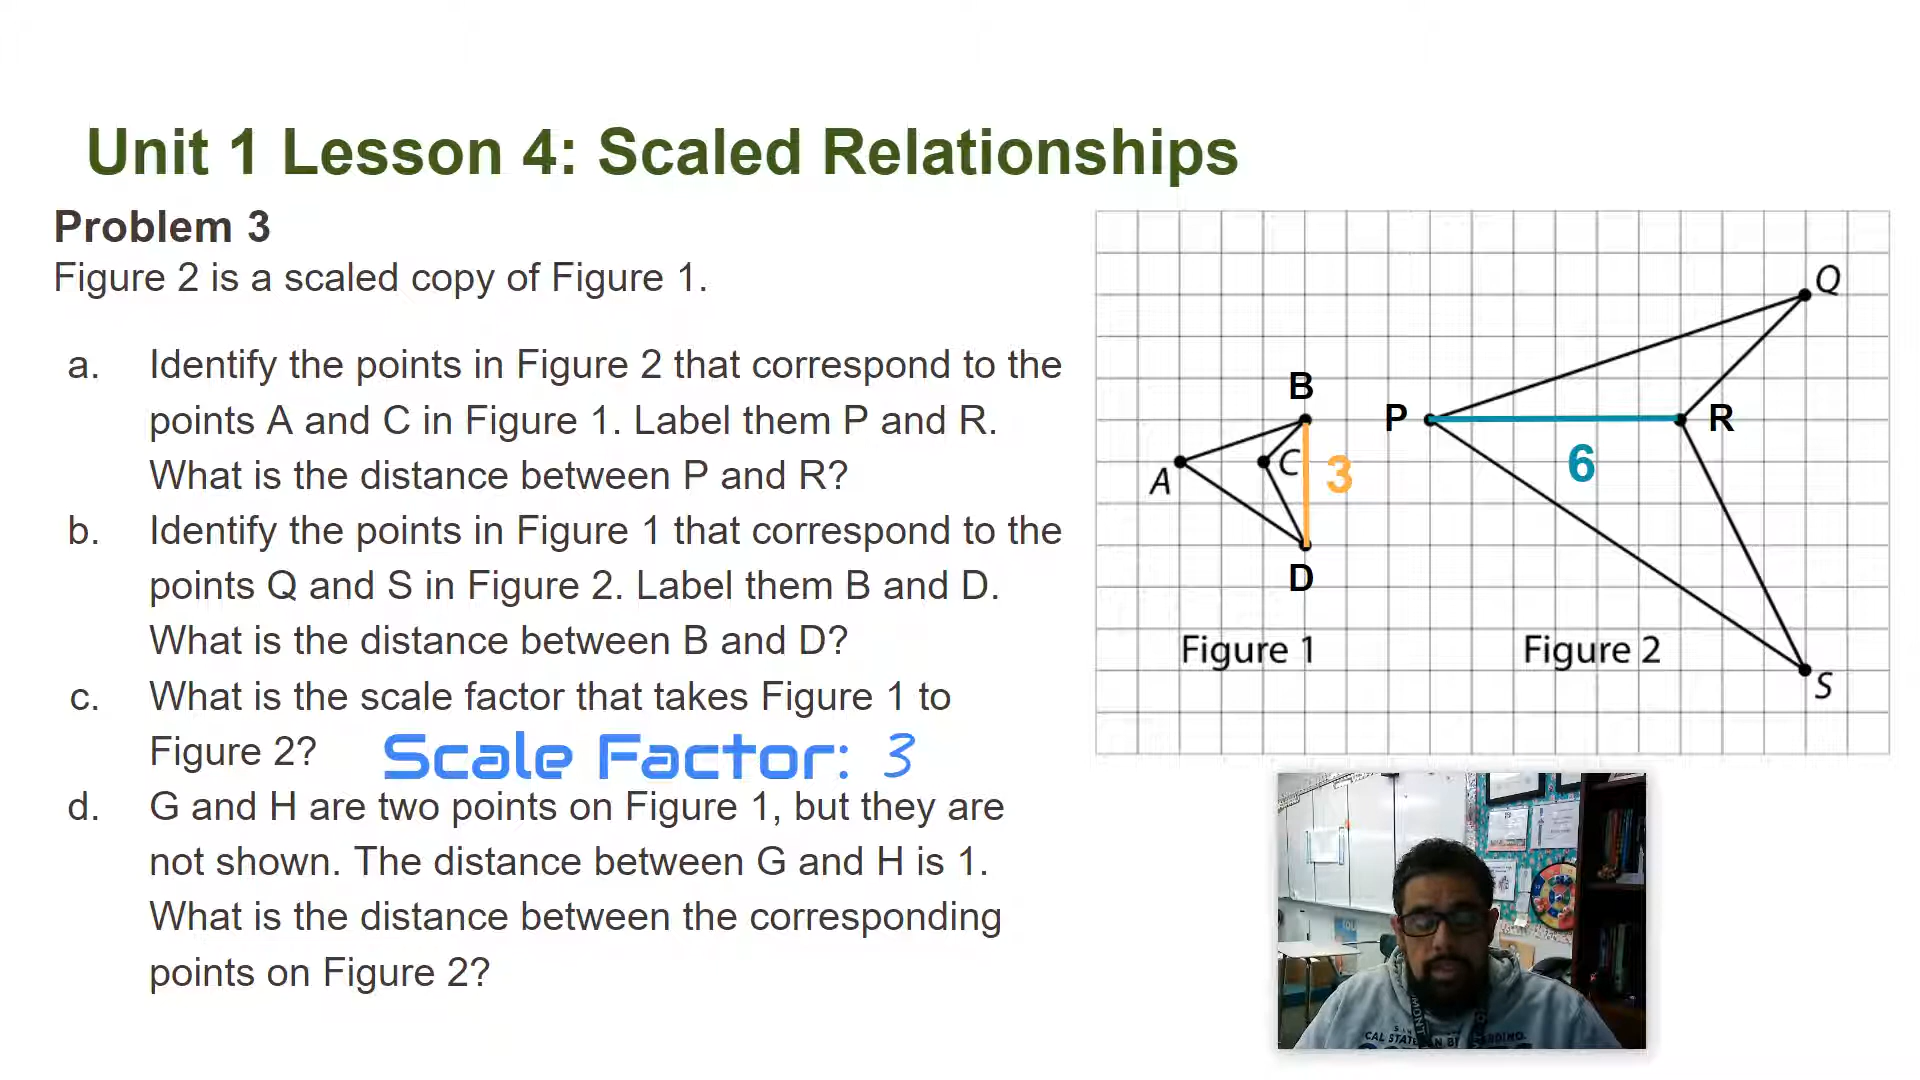 Unit 1 Lesson 4: Scaled Relationships
Problem 3
Figure 2 is a scaled copy of Figure 1.
a. Identify the points in Figure 2 that correspond to the
points A and C in Figure 1. Label them P and R.
What is the distance between P and R?
b. Identify the points in Figure 1 that correspond to the
points Q and S in Figure 2. Label them B and D.
What is the distance between B and D?
c. What is the scale factor that takes Figure 1 to
Figure 2? Scale Factor: 3
d. G and H are two points on Figure 1, but they are
not shown. The distance between G and H is 1.
What is the distance between the corresponding
points on Figure 2?
Q
B
P
R
C
3
6
A
D
Figure 1
Figure 2
S
CAL STATE